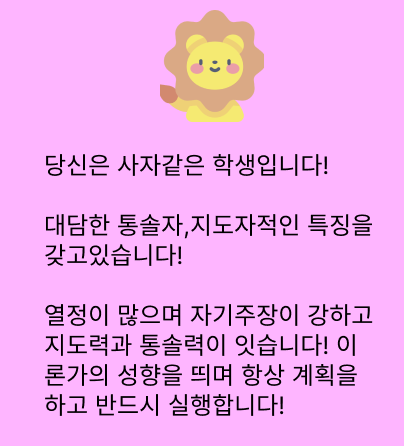 당신은 사자같은 학생입니다!
대담한 통솔자,지도자적인 특징을
갖고있습니다!
열정이 많으며 자기주장이 강하고
지도력과 통솔력이 잇습니다! 이
론가의 성향을 띄며 항상 계획을
하고 반드시 실행합니다!